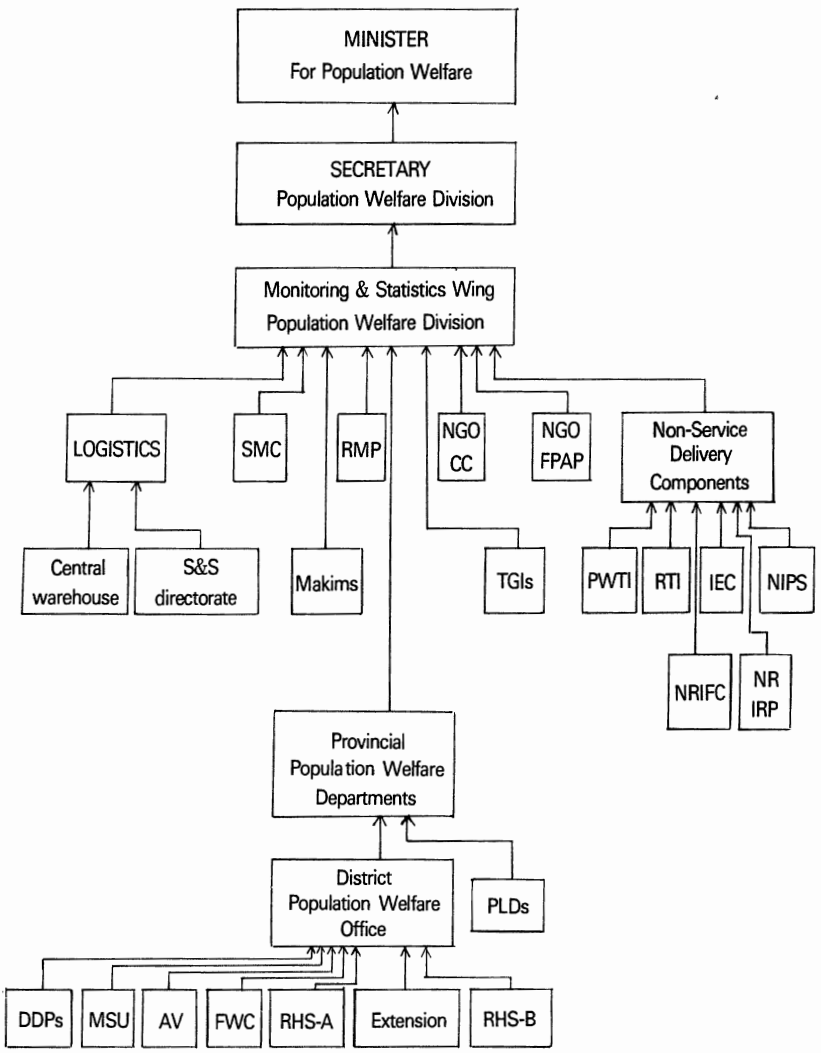 MINISTER
For Population Welfare
SECRETARY
Population Welfare Division
Monitoring & Statistics Wing
Population Welfare Division
LOGISTICS
SMC
RMP
NGO
CC
NGO
FPAP
Non-Service
Delivery
Components
Central
warehouse
S&S
directorate
Makims
TGIs
PWTI
RTI
IEC
NIPS
NRIFC
NR
IRP
Provincial
Population Welfare
Departments
District
Population Welfare
Office
PLDs
DDPs
MSU
AV
FWC
RHS-A
Extension
RHS-B